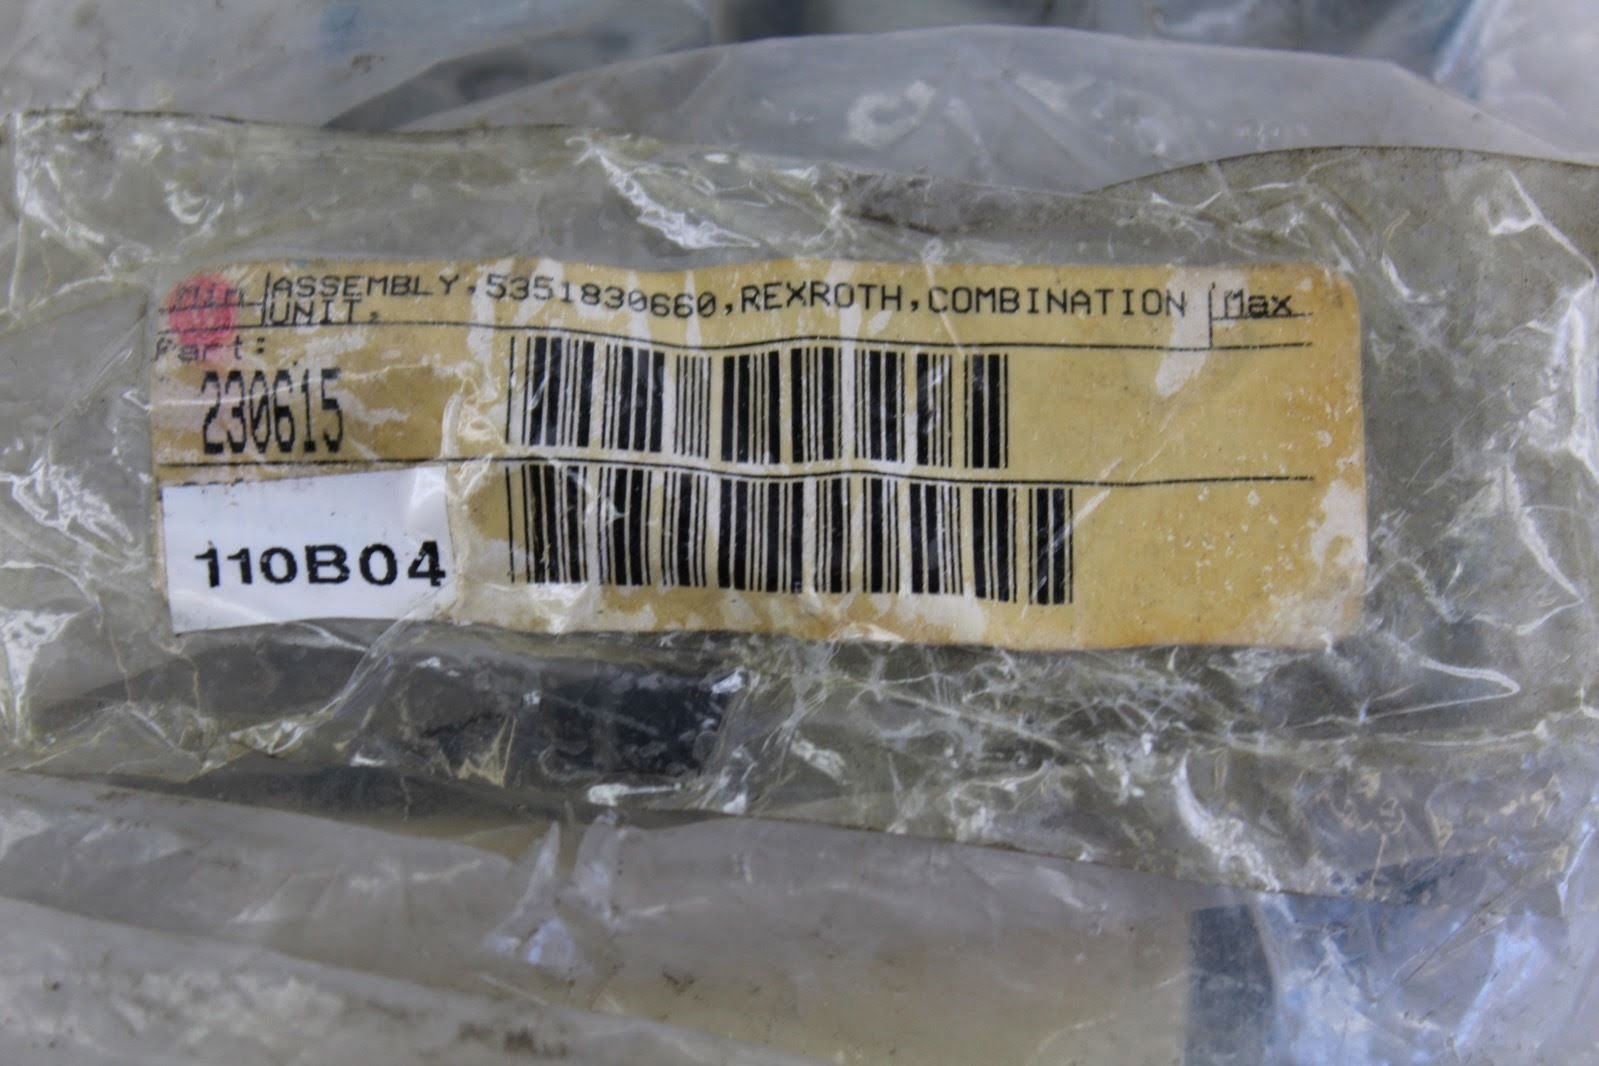 Min ASSEMBLY,5351830660,REXROTH,COMBINATION Max
UNIT,
Part:
230615
110B04